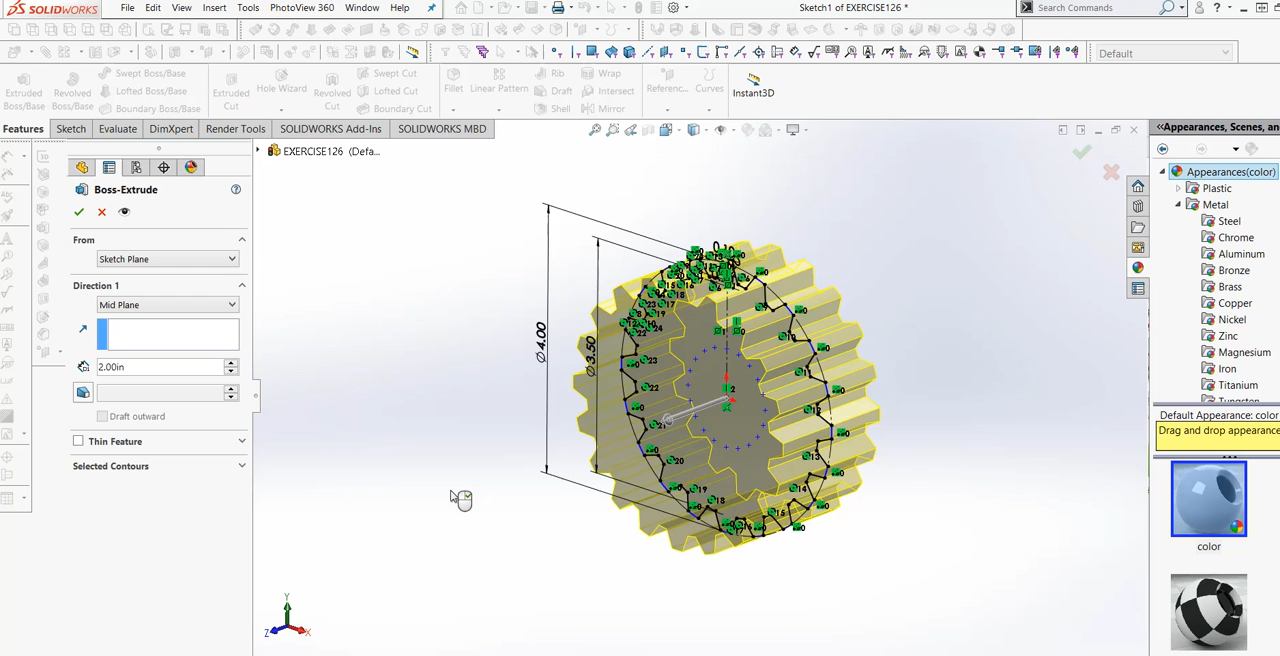 SOLIDWORKS File Edit View Insert Tools PhotoView 360 Window Help Sketch1 of EXERCISE126 * Search Commands
Default
Extruded Boss/Base
Revolved Boss/Base
Swept Boss/Base
Lofted Boss/Base
Boundary Boss/Base
Extruded Cut
Hole Wizard
Revolved Cut
Swept Cut
Lofted Cut
Boundary Cut
Fillet
Linear Pattern
Rib
Draft
Shell
Wrap
Intersect
Mirror
Referenc...
Curves
Instant3D
Features Sketch Evaluate DimXpert Render Tools SOLIDWORKS Add-Ins SOLIDWORKS MBD
EXERCISE126 (Defa...
Boss-Extrude
From
Sketch Plane
Direction 1
Mid Plane
2.00in
Draft outward
Thin Feature
Selected Contours
∅4.00
∅3.50
Y
Z
X
Appearances, Scenes, an
Appearances(color)
Plastic
Metal
Steel
Chrome
Aluminum
Bronze
Brass
Copper
Nickel
Zinc
Magnesium
Iron
Titanium
Default Appearance: color
Drag and drop appearance
color